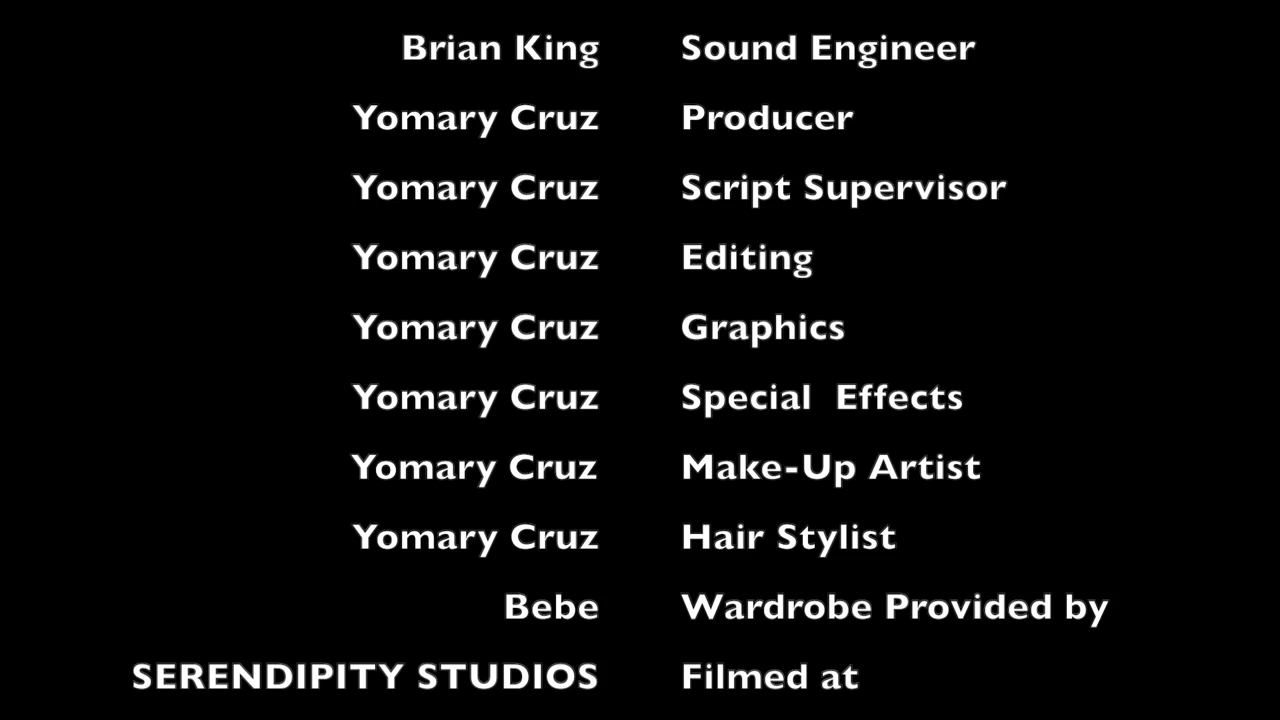 Brian King Sound Engineer
Yomary Cruz Producer
Yomary Cruz Script Supervisor
Yomary Cruz Editing
Yomary Cruz Graphics
Yomary Cruz Special  Effects
Yomary Cruz Make-Up Artist
Yomary Cruz Hair Stylist
Bebe Wardrobe Provided by
SERENDIPITY STUDIOS Filmed at